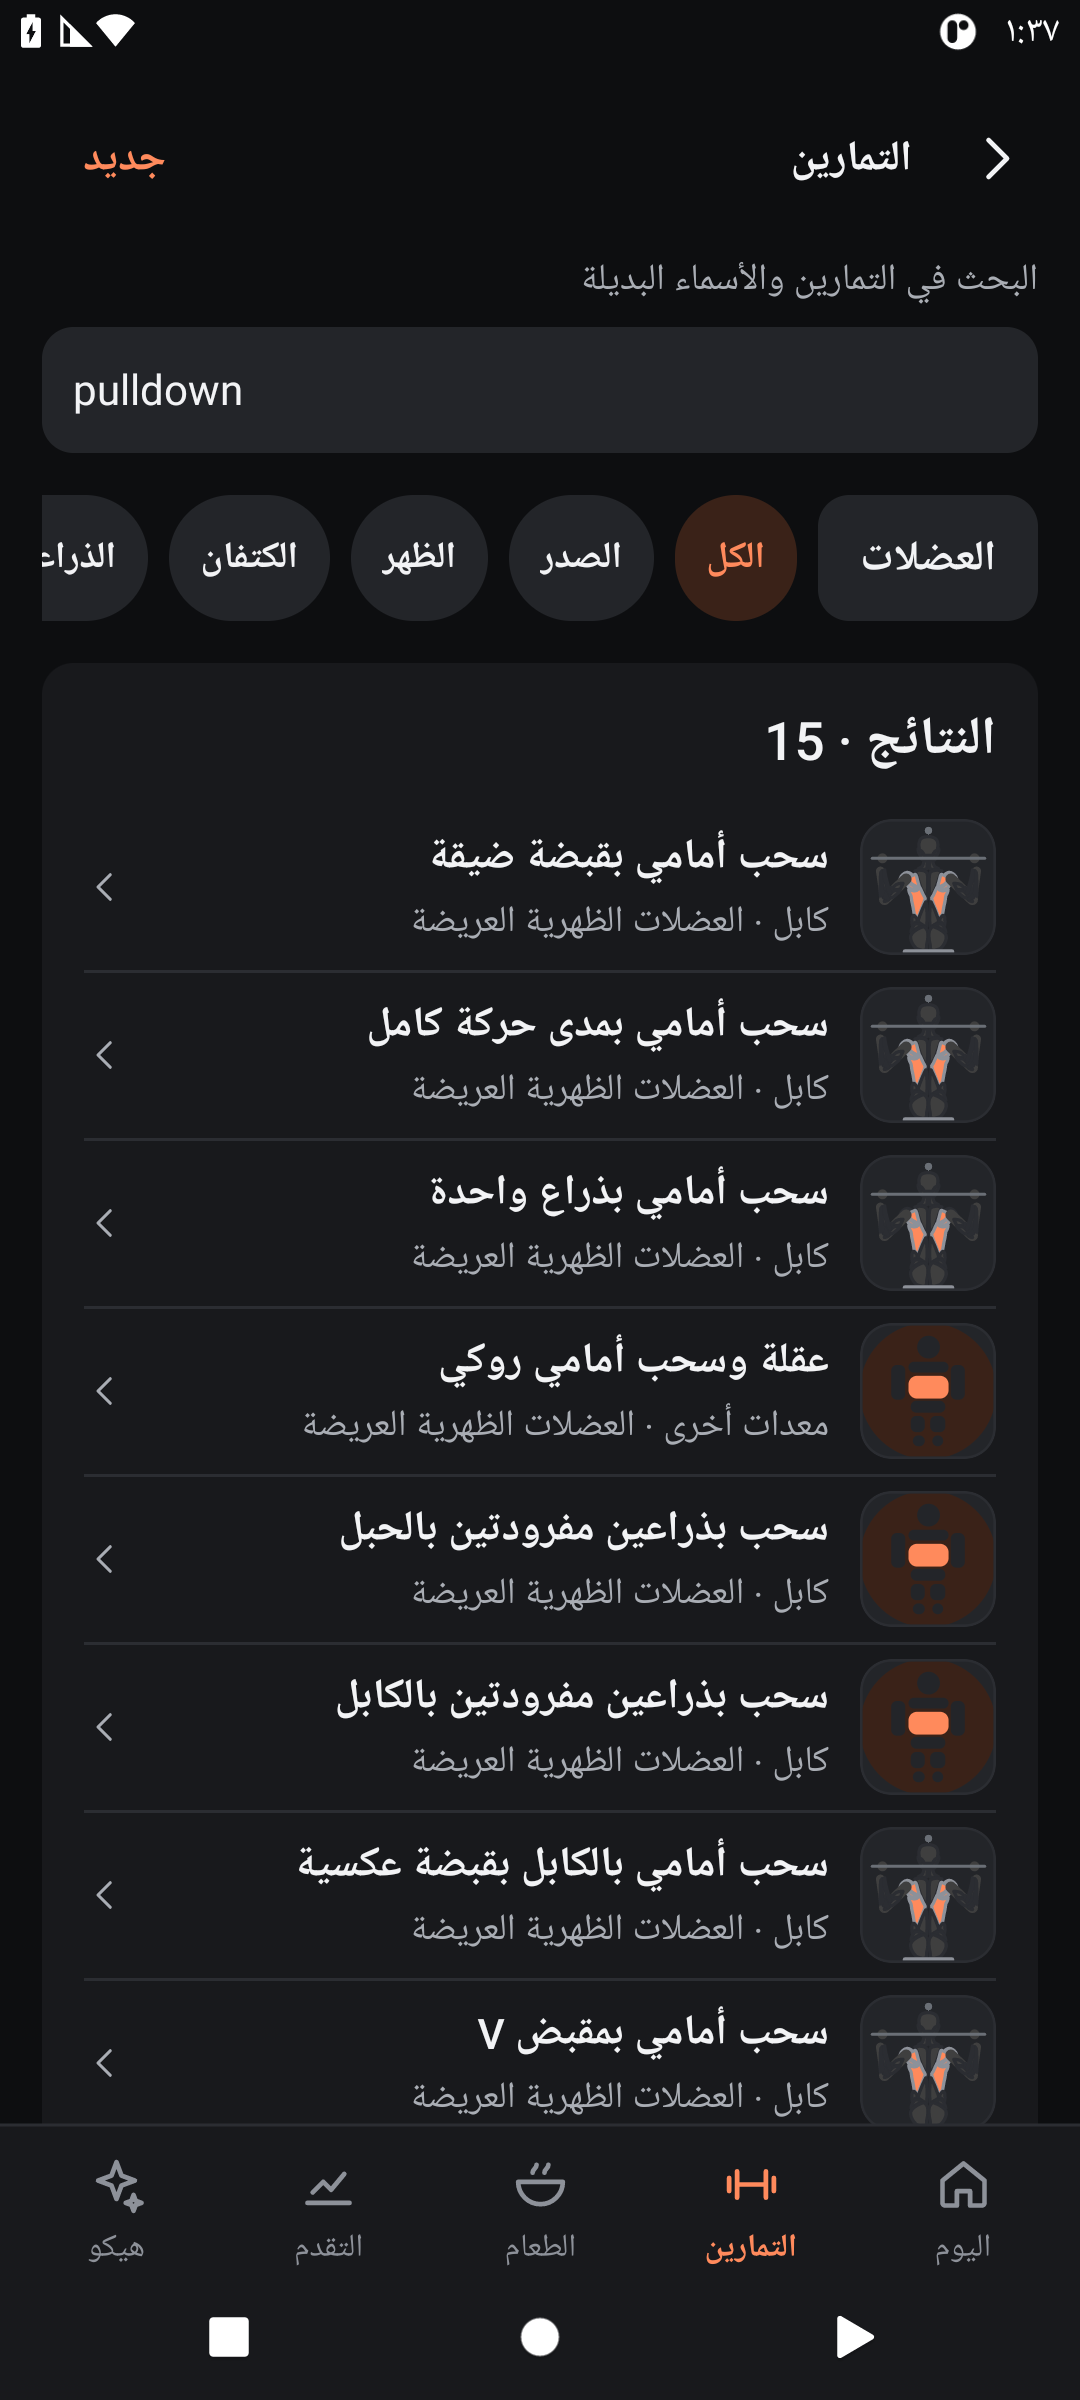 ١:٣٧
التمارين
جديد
البحث في التمارين والأسماء البديلة
pulldown
العضلات
الكل
الصدر
الظهر
الكتفان
الذراع
النتائج · 15
سحب أمامي بقبضة ضيقة
كابل · العضلات الظهرية العريضة
سحب أمامي بمدى حركة كامل
كابل · العضلات الظهرية العريضة
سحب أمامي بذراع واحدة
كابل · العضلات الظهرية العريضة
عقلة وسحب أمامي روكي
معدات أخرى · العضلات الظهرية العريضة
سحب بذراعين مفرودتين بالحبل
كابل · العضلات الظهرية العريضة
سحب بذراعين مفرودتين بالكابل
كابل · العضلات الظهرية العريضة
سحب أمامي بالكابل بقبضة عكسية
كابل · العضلات الظهرية العريضة
سحب أمامي بمقبض V
كابل · العضلات الظهرية العريضة
اليوم
التمارين
الطعام
التقدم
هيكو